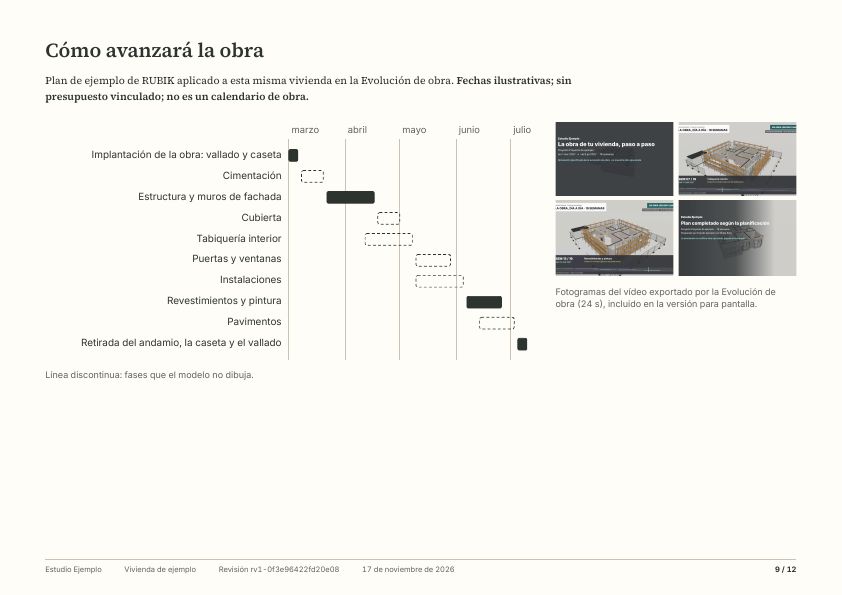 Cómo avanzará la obra
Plan de ejemplo de RUBIK aplicado a esta misma vivienda en la Evolución de obra. Fechas ilustrativas; sin
presupuesto vinculado; no es un calendario de obra.
marzo abril mayo junio julio
Implantación de la obra: vallado y caseta
Cimentación
Estructura y muros de fachada
Cubierta
Tabiquería interior
Puertas y ventanas
Instalaciones
Revestimientos y pintura
Pavimentos
Retirada del andamio, la caseta y el vallado
Línea discontinua: fases que el modelo no dibuja.
Estudio Ejemplo
La obra de tu vivienda, paso a paso
Estudio Ejemplo
Plan completado según la planificación
Fotogramas del vídeo exportado por la Evolución de
obra (24 s), incluido en la versión para pantalla.
Estudio Ejemplo Vivienda de ejemplo Revisión rv1-0f3e96422fd20e08 17 de noviembre de 2026 9 / 12